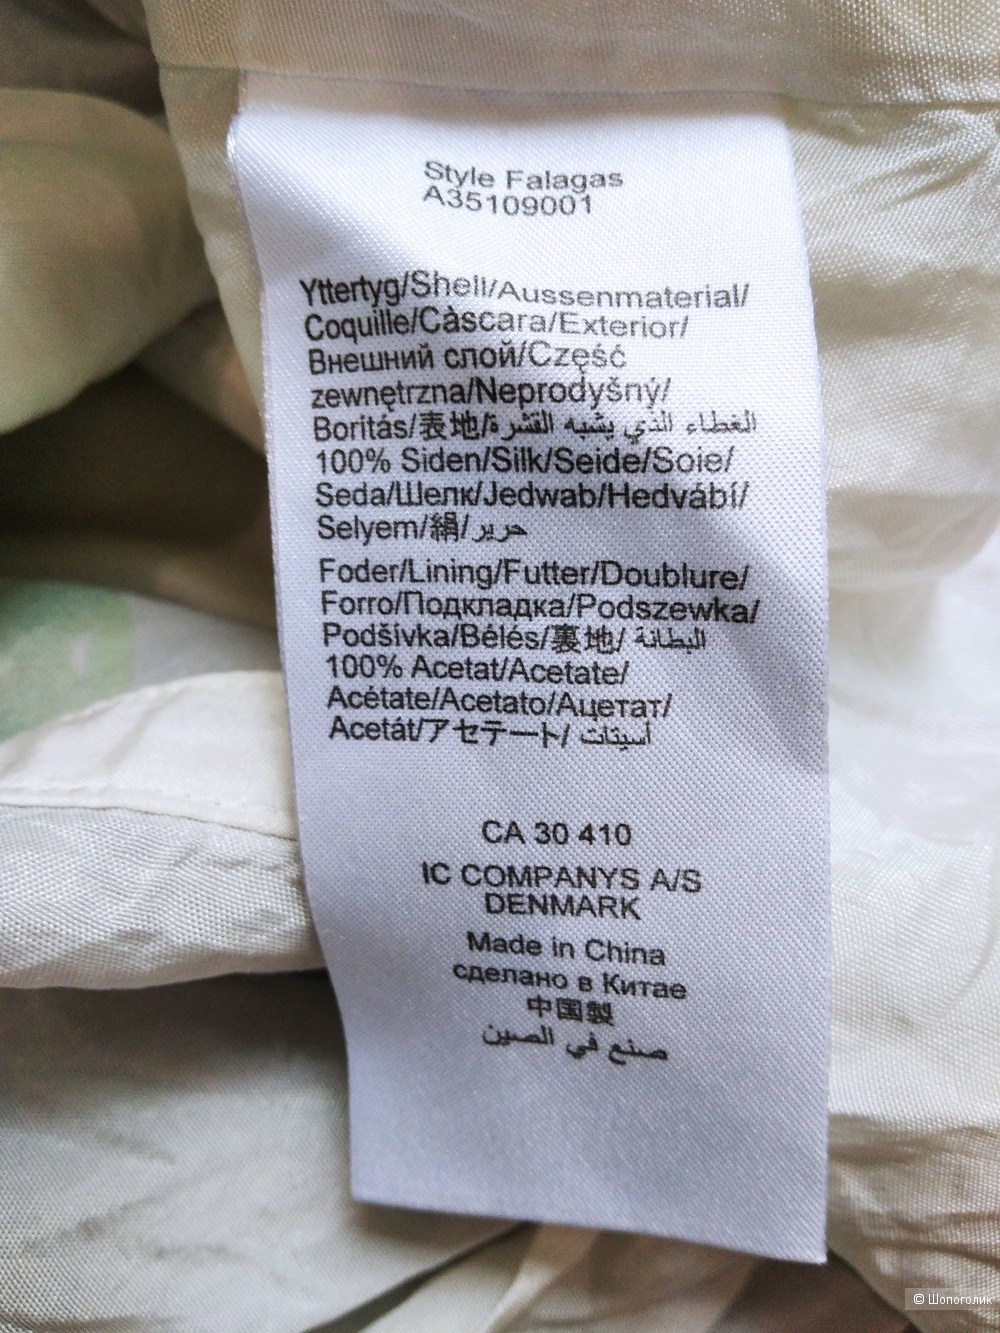 Style Falagas
A35109001
Yttertyg/Shell/Aussenmaterial/
Coquille/Càscara/Exterior/
Внешний слой/Część
zewnętrzna/Neprodyšný/
Boritás/表地/الغطاء الذي يشبه القشرة
100% Siden/Silk/Seide/Soie/
Seda/Шелк/Jedwab/Hedvábí/
Selyem/絹/حرير
Foder/Lining/Futter/Doublure/
Forro/Подкладка/Podszewka/
Podšívka/Bélés/裏地/البطانة
100% Acetat/Acetate/
Acétate/Acetato/Ацетат/
Acetát/アセテート/أسيتات
CA 30 410
IC COMPANYS A/S
DENMARK
Made in China
сделано в Китае
中国製
صنع في الصين
© Шопоголик